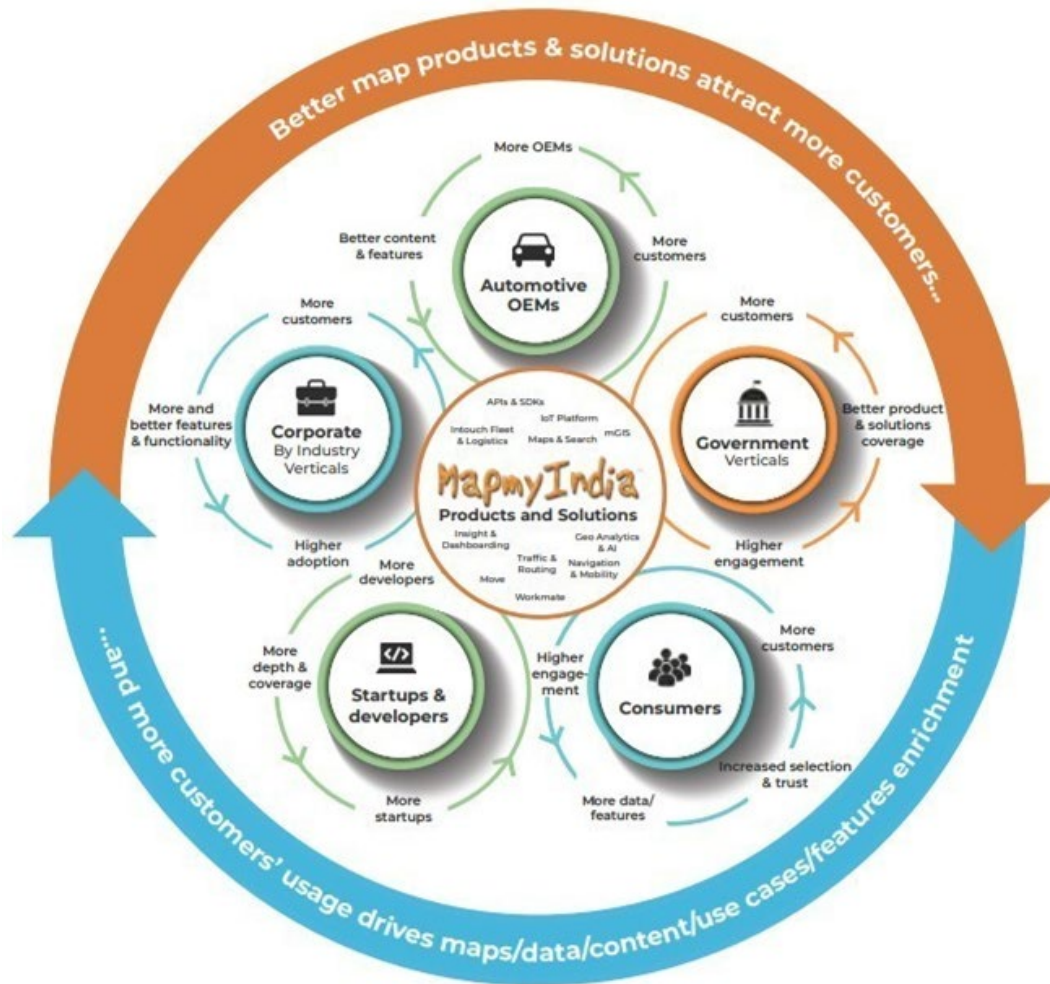 Better map products & solutions attract more customers...
More OEMs
Better content
& features
More
customers
Automotive
OEMs
More
customers
More and
better features
& functionality
Higher
adoption
Corporate
By Industry
Verticals
More
customers
Better product
& solutions
coverage
Higher
engagement
Government
Verticals
APIs & SDKs
IoT Platform
Intouch Fleet
& Logistics
Maps & Search
mGIS
MapmyIndia
Products and Solutions
Insight &
Dashboarding
Geo Analytics
& AI
Traffic &
Routing
Navigation
& Mobility
Move
Workmate
More
developers
More
depth &
coverage
More
startups
Startups &
developers
Higher
engage-
ment
More
customers
Increased selection
& trust
More data/
features
Consumers
...and more customers' usage drives maps/data/content/use cases/features enrichment